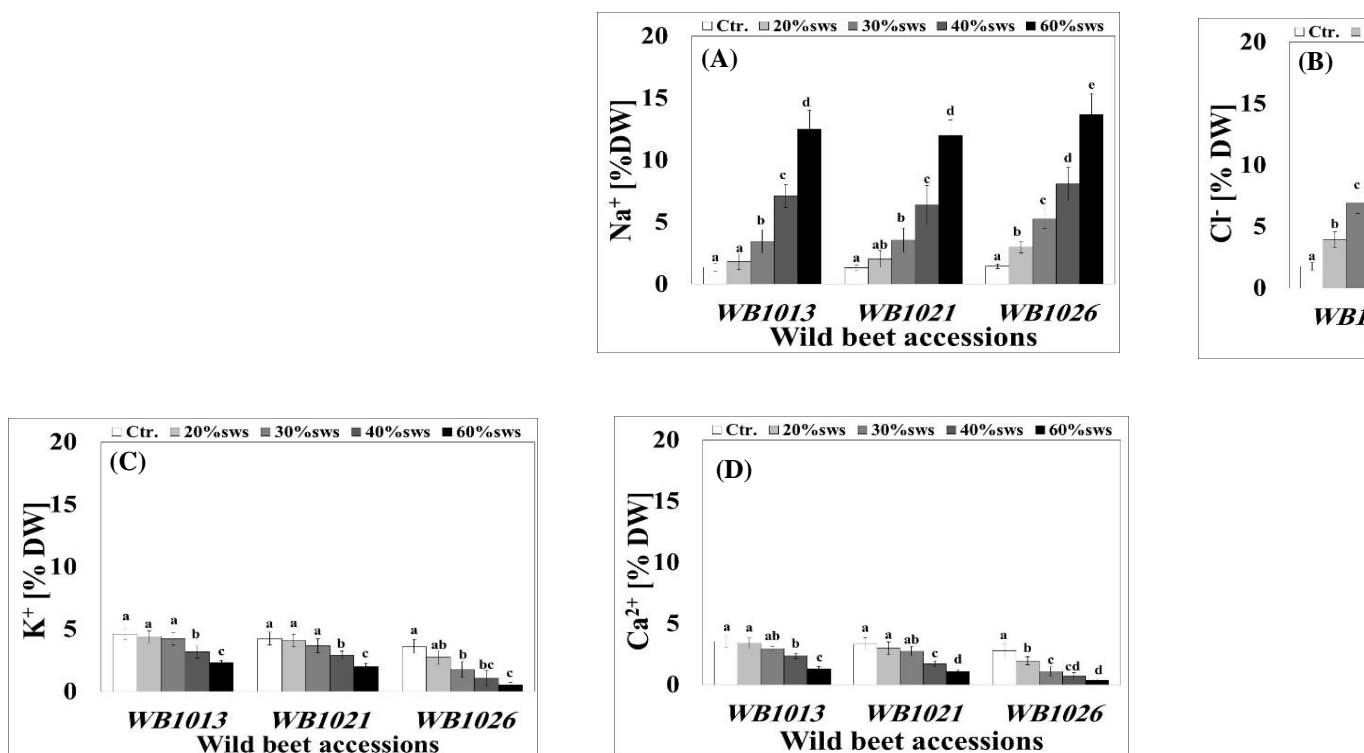 □ Ctr. □ 20%sws ■ 30%sws ■ 40%sws ■ 60%sws
(A)
Na⁺ [%DW]
20
15
10
5
0
a a b c d
a ab b c d
a b c d e
WB1013 WB1021 WB1026
Wild beet accessions
□ Ctr.
(B)
Cl⁻ [% DW]
20
15
10
5
0
a b c
□ Ctr. □ 20%sws ■ 30%sws ■ 40%sws ■ 60%sws
(C)
K⁺ [% DW]
20
15
10
5
0
a a a b c
a a a b c
a ab b bc c
WB1013 WB1021 WB1026
Wild beet accessions
□ Ctr. □ 20%sws ■ 30%sws ■ 40%sws ■ 60%sws
(D)
Ca²⁺ [% DW]
20
15
10
5
0
a a ab b c
a a ab c d
a b c cd d
WB1013 WB1021 WB1026
Wild beet accessions